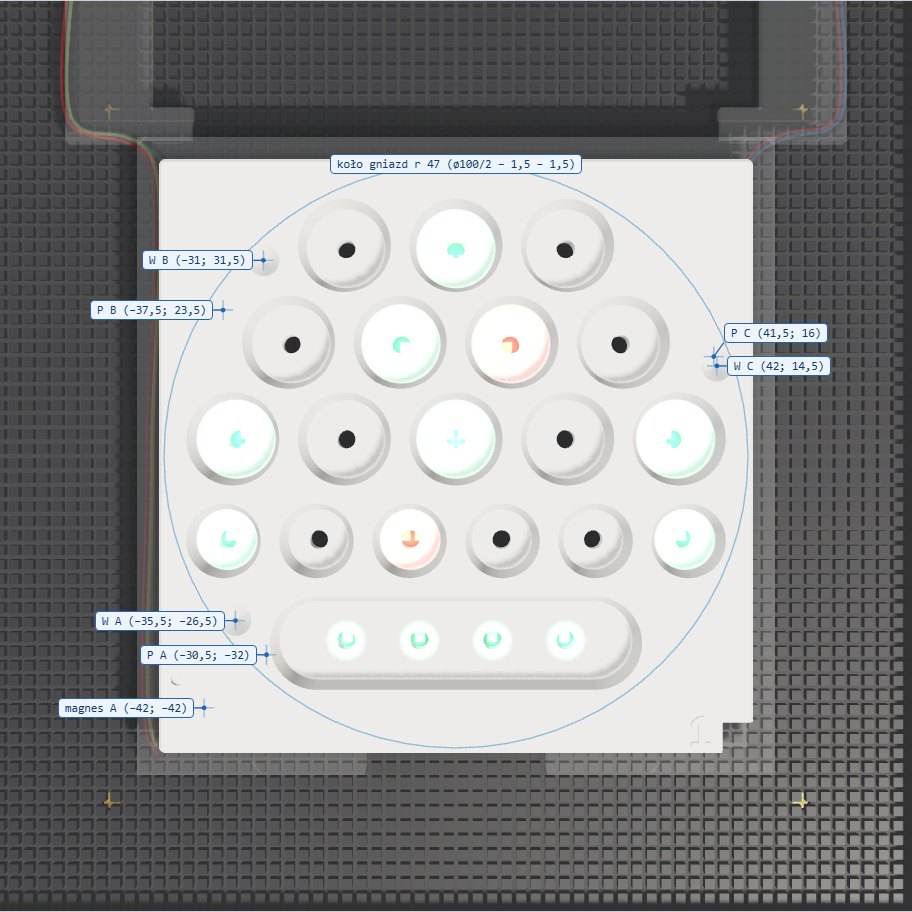 koło gniazd r 47 (ø100/2 – 1,5 – 1,5)
W B (−31; 31,5)
P B (−37,5; 23,5)
P C (41,5; 16)
W C (42; 14,5)
W A (−35,5; −26,5)
P A (−30,5; −32)
magnes A (−42; −42)
1